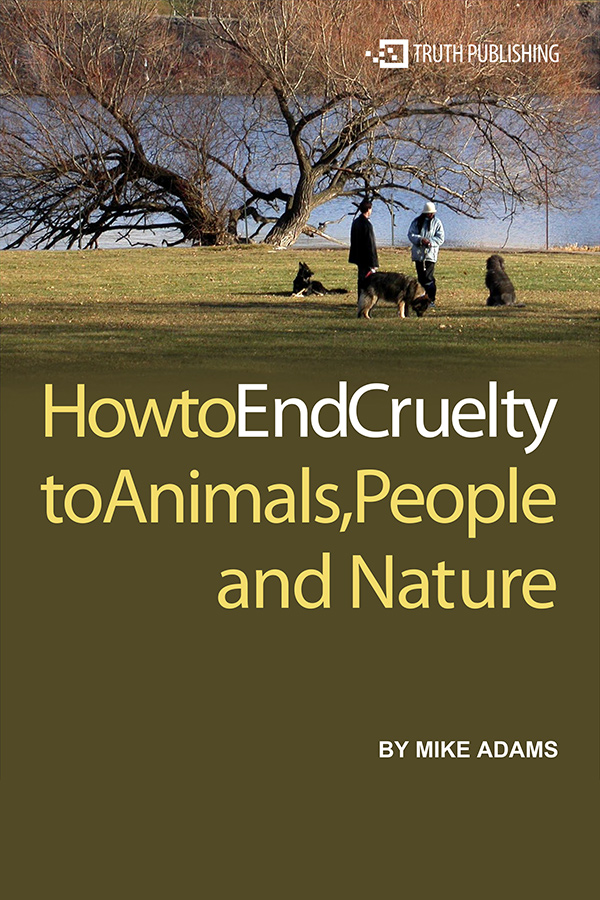 TRUTH PUBLISHING
HowtoEndCruelty
toAnimals,People
and Nature
BY MIKE ADAMS